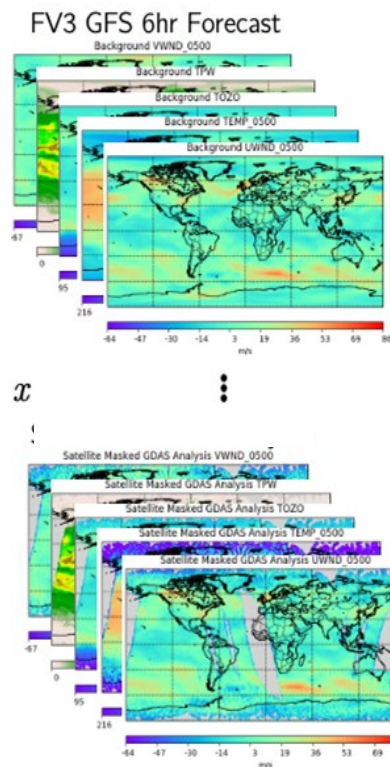 FV3 GFS 6hr Forecast
Background VWND_0500
Background TPW
Background TOZO
Background TEMP_0500
Background UWND_0500
-67
0
95
216
-64 -47 -30 -14 3 19 36 53 69 86
m/s
x
Satellite Masked GDAS Analysis VWND_0500
Satellite Masked GDAS Analysis TPW
Satellite Masked GDAS Analysis TOZO
Satellite Masked GDAS Analysis TEMP_0500
Satellite Masked GDAS Analysis UWND_0500
-67
0
95
216
-64 -47 -30 -14 3 19 36 53 69
m/s